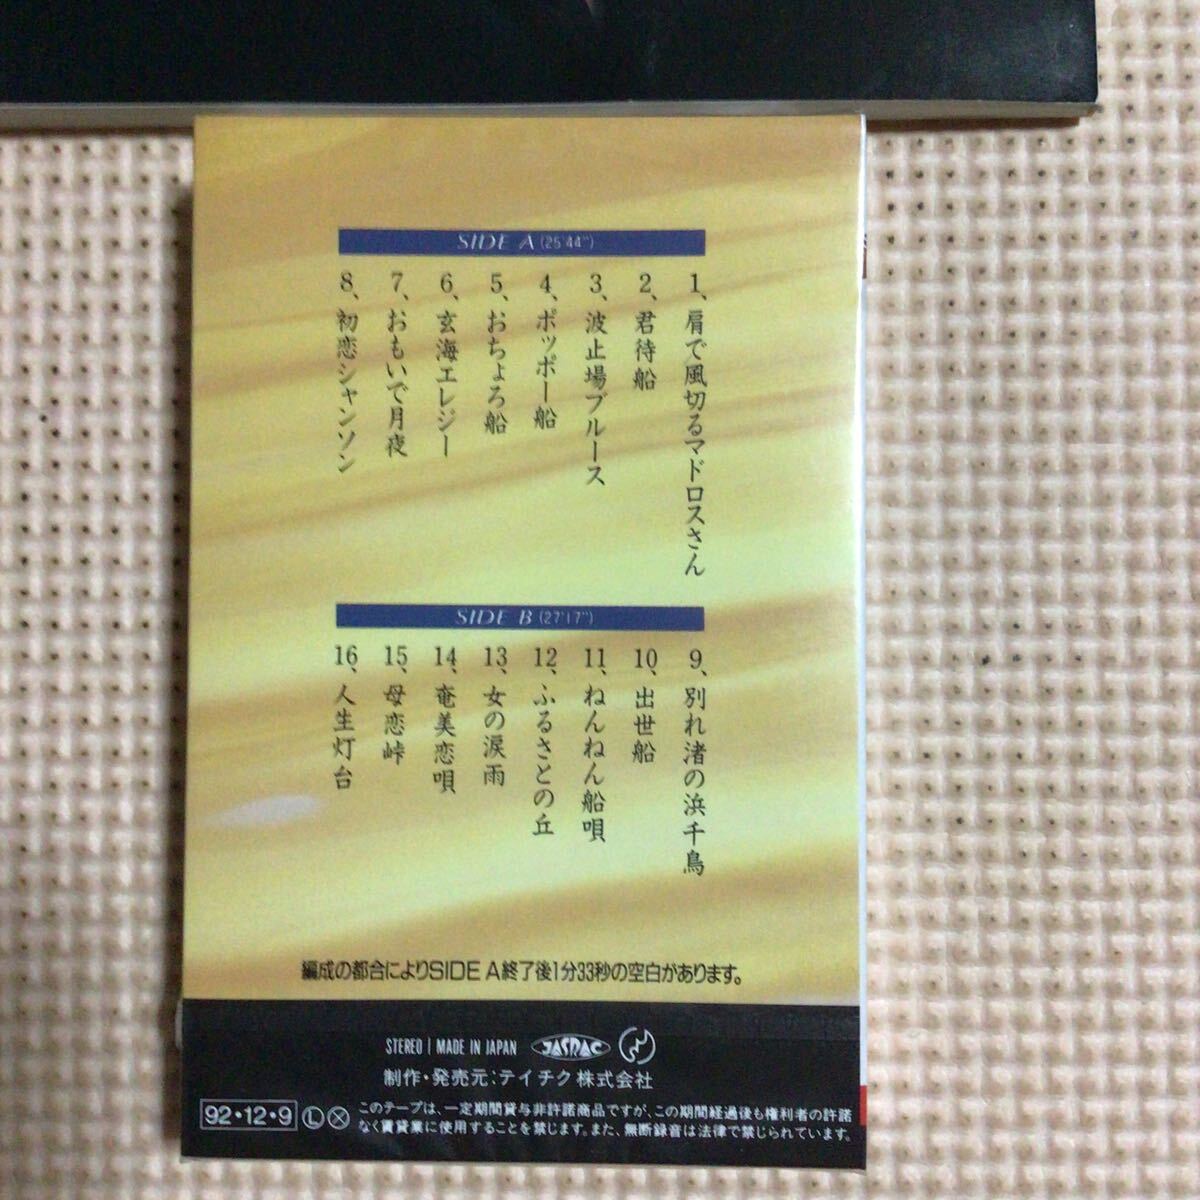 SIDE A (25'44")
1、肩で風切るマドロスさん
2、君待船
3、波止場ブルース
4、ポッポー船
5、おちょろ船
6、玄海エレジー
7、おもいで月夜
8、初恋シャンソン
SIDE B (27'17")
9、別れ渚の浜千鳥
10、出世船
11、ねんねん船唄
12、ふるさとの丘
13、女の涙雨
14、奄美恋唄
15、母恋峠
16、人生灯台
編成の都合によりSIDE A終了後1分33秒の空白があります。
STEREO | MADE IN JAPAN JASRAC
制作・発売元：テイチク株式会社
92・12・9 Ⓛ Ⓧ
このテープは、一定期間貸与非許諾商品ですが、この期間経過後も権利者の許諾
なく賃貸業に使用することを禁じます。また、無断録音は法律で禁じられています。